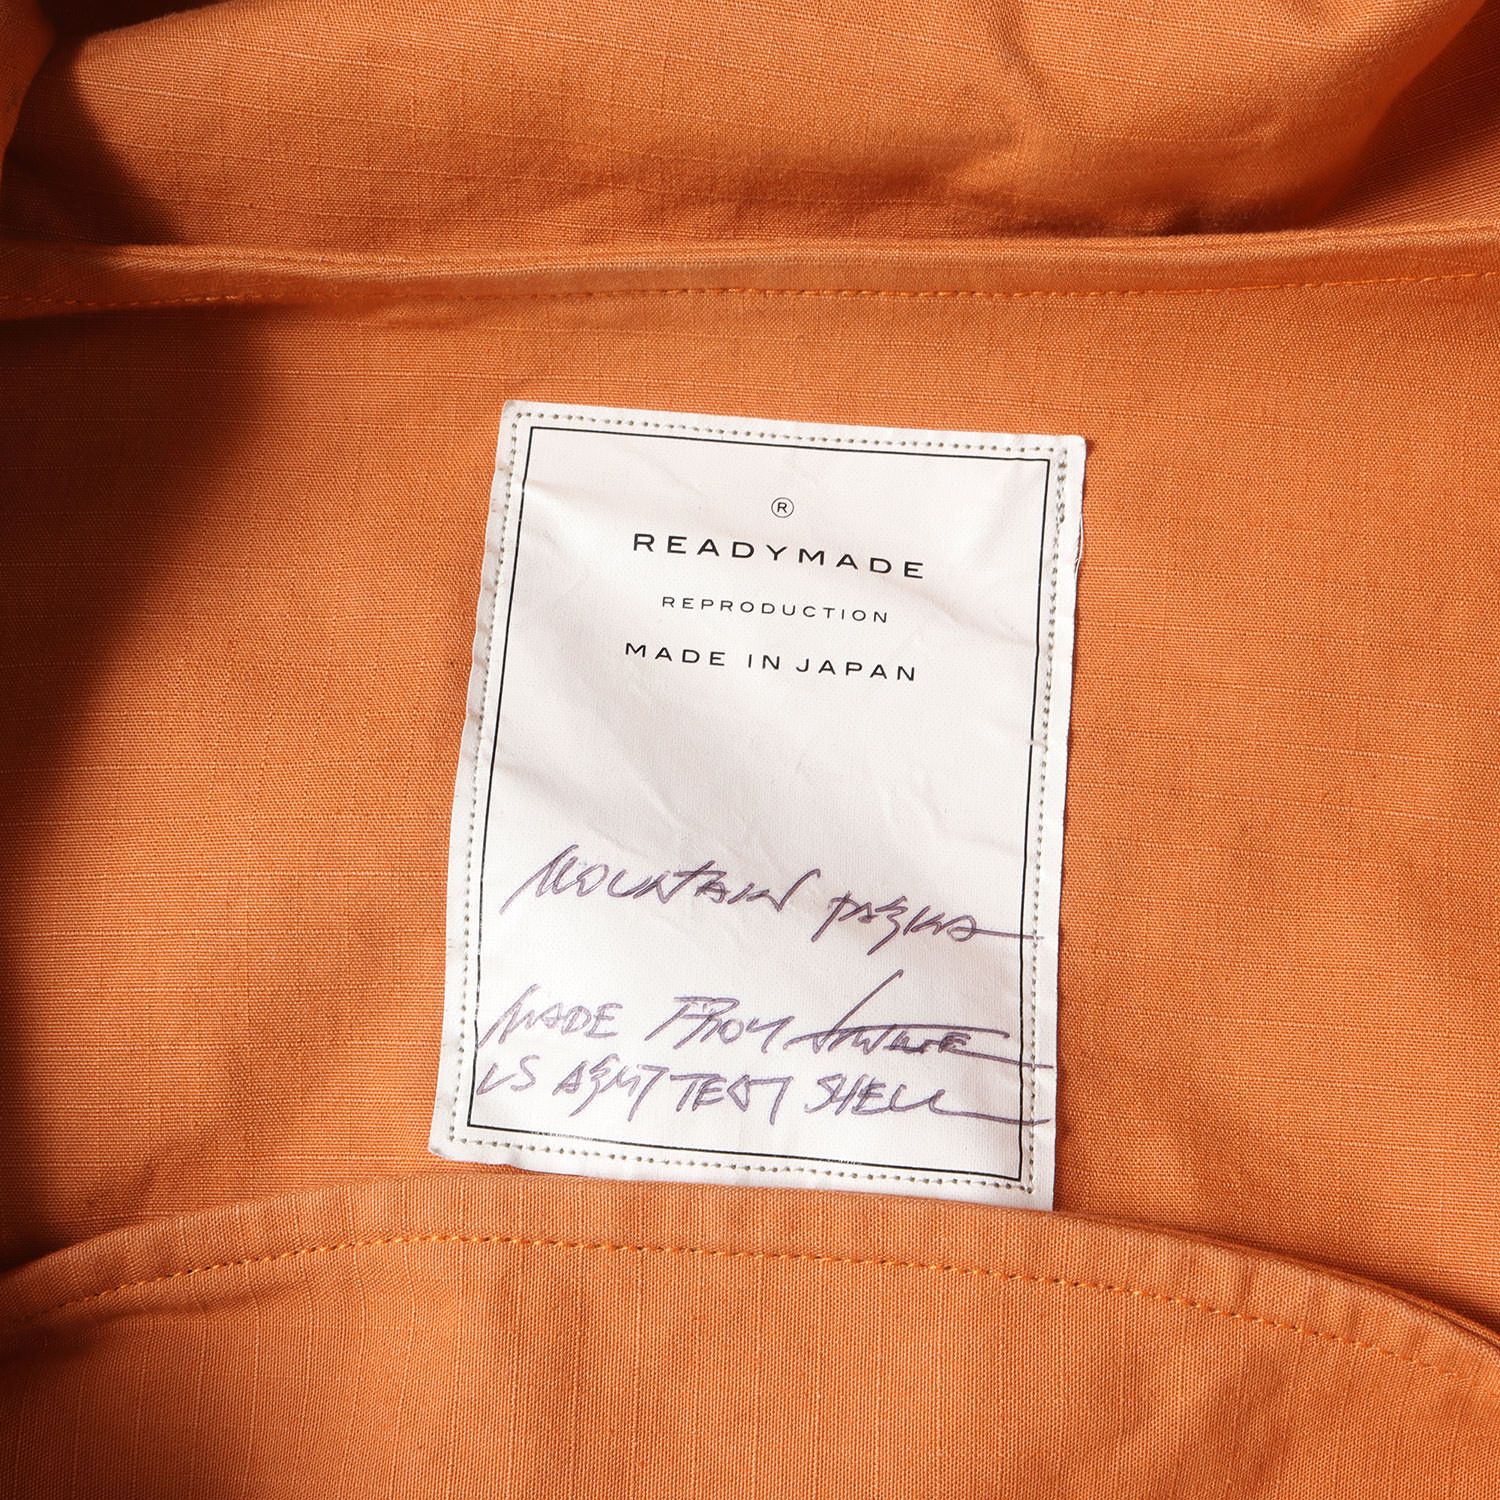 ®
READYMADE
REPRODUCTION
MADE IN JAPAN
MOUNTAIN PARKA
MADE FROM
US ARMY TENT SHELL